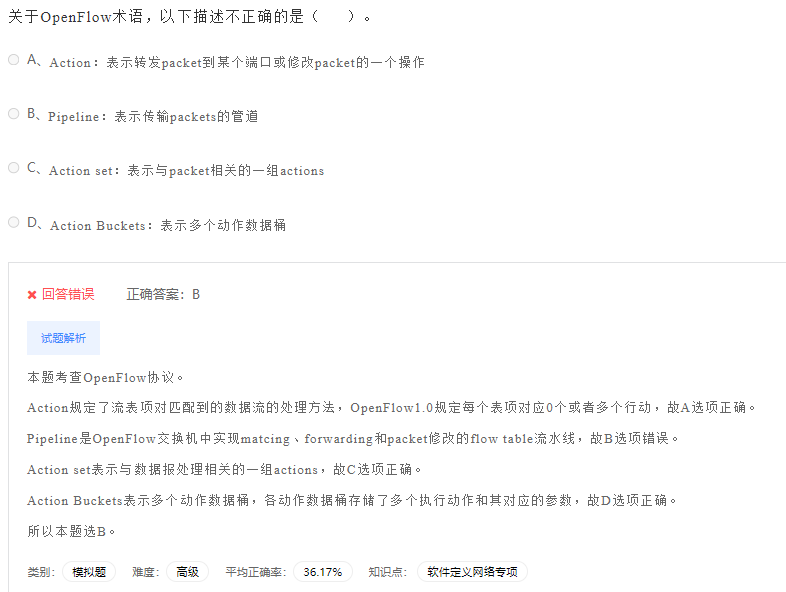 关于OpenFlow术语，以下描述不正确的是（　　）。
A、Action：表示转发packet到某个端口或修改packet的一个操作
B、Pipeline：表示传输packets的管道
C、Action set：表示与packet相关的一组actions
D、Action Buckets：表示多个动作数据桶
✖ 回答错误 正确答案：B
试题解析
本题考查OpenFlow协议。
Action规定了流表项对匹配到的数据流的处理方法，OpenFlow1.0规定每个表项对应0个或者多个行动，故A选项正确。
Pipeline是OpenFlow交换机中实现matcing、forwarding和packet修改的flow table流水线，故B选项错误。
Action set表示与数据报处理相关的一组actions，故C选项正确。
Action Buckets表示多个动作数据桶，各动作数据桶存储了多个执行动作和其对应的参数，故D选项正确。
所以本题选B。
类别： 模拟题 难度： 高级 平均正确率： 36.17% 知识点： 软件定义网络专项